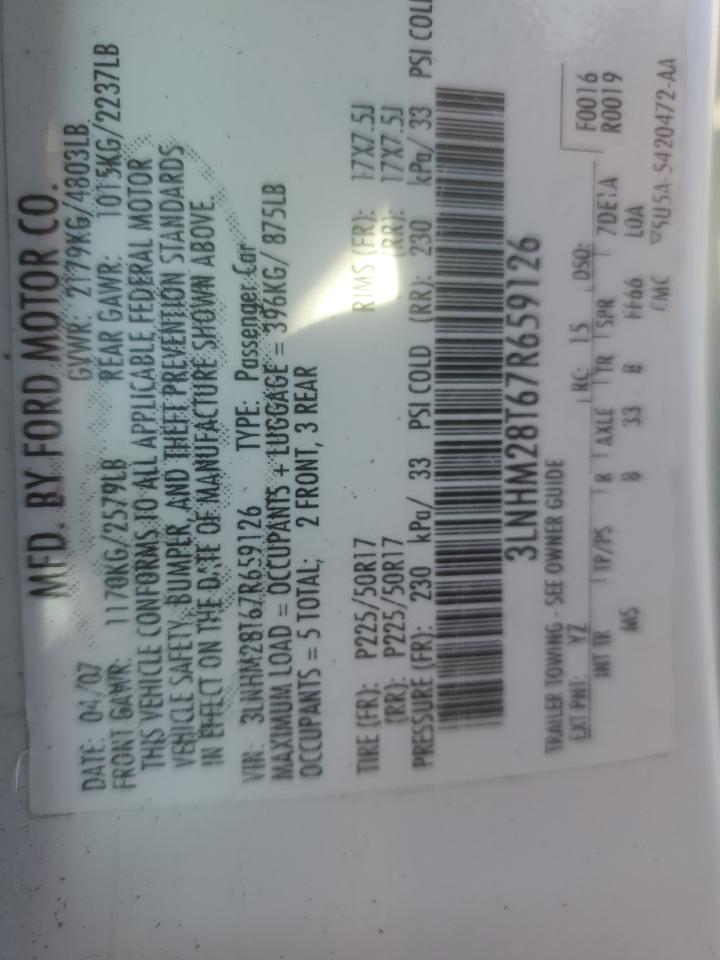 MFD. BY FORD MOTOR CO.
DATE: 04/07 GVWR: 2179KG/4803LB
FRONT GAWR: 1170KG/2579LB REAR GAWR: 1015KG/2237LB
THIS VEHICLE CONFORMS TO ALL APPLICABLE FEDERAL MOTOR
VEHICLE SAFETY, BUMPER, AND THEFT PREVENTION STANDARDS
IN EFFECT ON THE DATE OF MANUFACTURE SHOWN ABOVE.
VIN: 3LNHM28T67R659126 TYPE: Passenger Car
MAXIMUM LOAD = OCCUPANTS + LUGGAGE = 396KG/ 875LB
OCCUPANTS = 5 TOTAL; 2 FRONT, 3 REAR
TIRE (FR): P225/50R17 RIMS (FR): 17X7.5J
(RR): P225/50R17 (RR): 17X7.5J
PRESSURE (FR): 230 kPa/ 33 PSI COLD (RR): 230 kPa/ 33 PSI COLD
3LNHM28T67R659126
TRAILER TOWING - SEE OWNER GUIDE
F0016
R0019
EXT PNT: YZ RC: 15 DSO:
INT TR TP/PS R AXLE TR SPR 7DE1A
MS B 33 B FF66 LOA
CMC 5U5A-5420472-AA